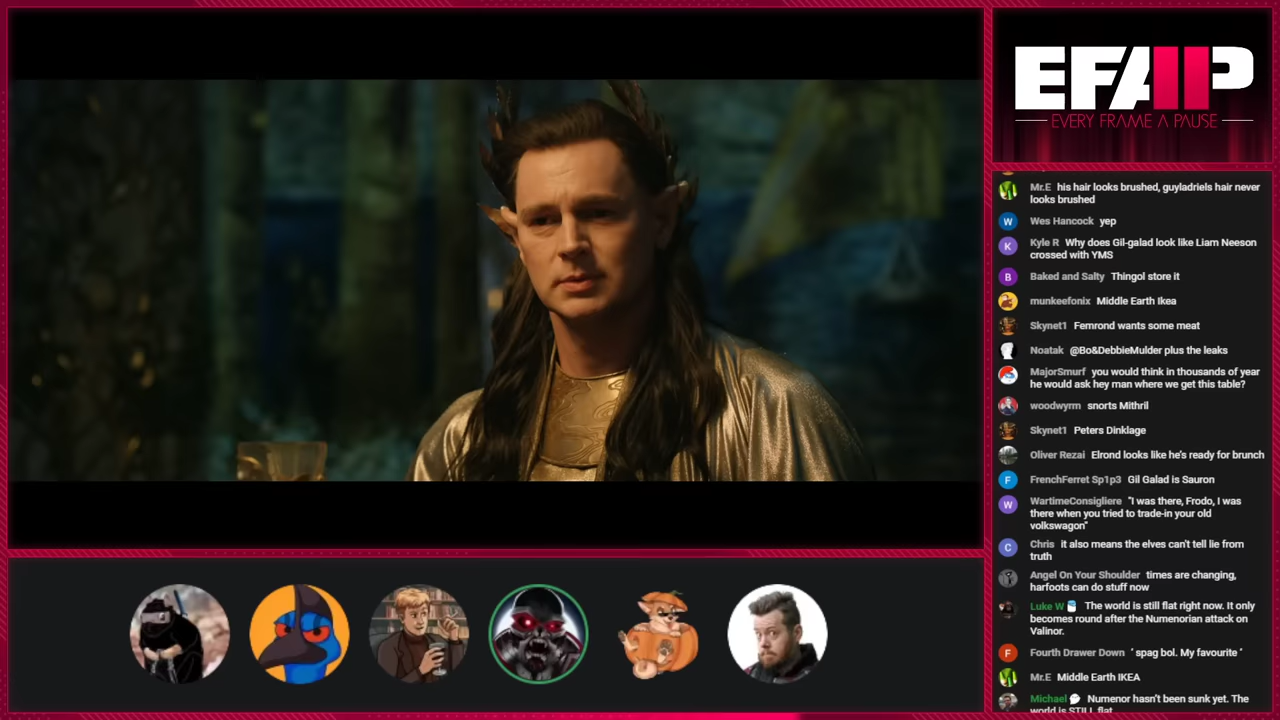 EFAP
EVERY FRAME A PAUSE
Mr.E his hair looks brushed, guyladriels hair never
looks brushed
W Wes Hancock yep
K Kyle R Why does Gil-galad look like Liam Neeson
crossed with YMS
B Baked and Salty Thingol store it
munkeefonix Middle Earth Ikea
Skynet1 Femrond wants some meat
Noatak @Bo&DebbieMulder plus the leaks
MajorSmurf you would think in thousands of year
he would ask hey man where we get this table?
woodwyrm snorts Mithril
Skynet1 Peters Dinklage
Oliver Rezai Elrond looks like he's ready for brunch
F FrenchFerret Sp1p3 Gil Galad is Sauron
W WartimeConsigliere "I was there, Frodo, I was
there when you tried to trade-in your old
volkswagon"
C Chris it also means the elves can't tell lie from
truth
Angel On Your Shoulder times are changing,
harfoots can do stuff now
Luke W The world is still flat right now. It only
becomes round after the Numenorian attack on
Valinor.
F Fourth Drawer Down ' spag bol. My favourite '
Mr.E Middle Earth IKEA
Michael Numenor hasn't been sunk yet. The
world is STILL flat